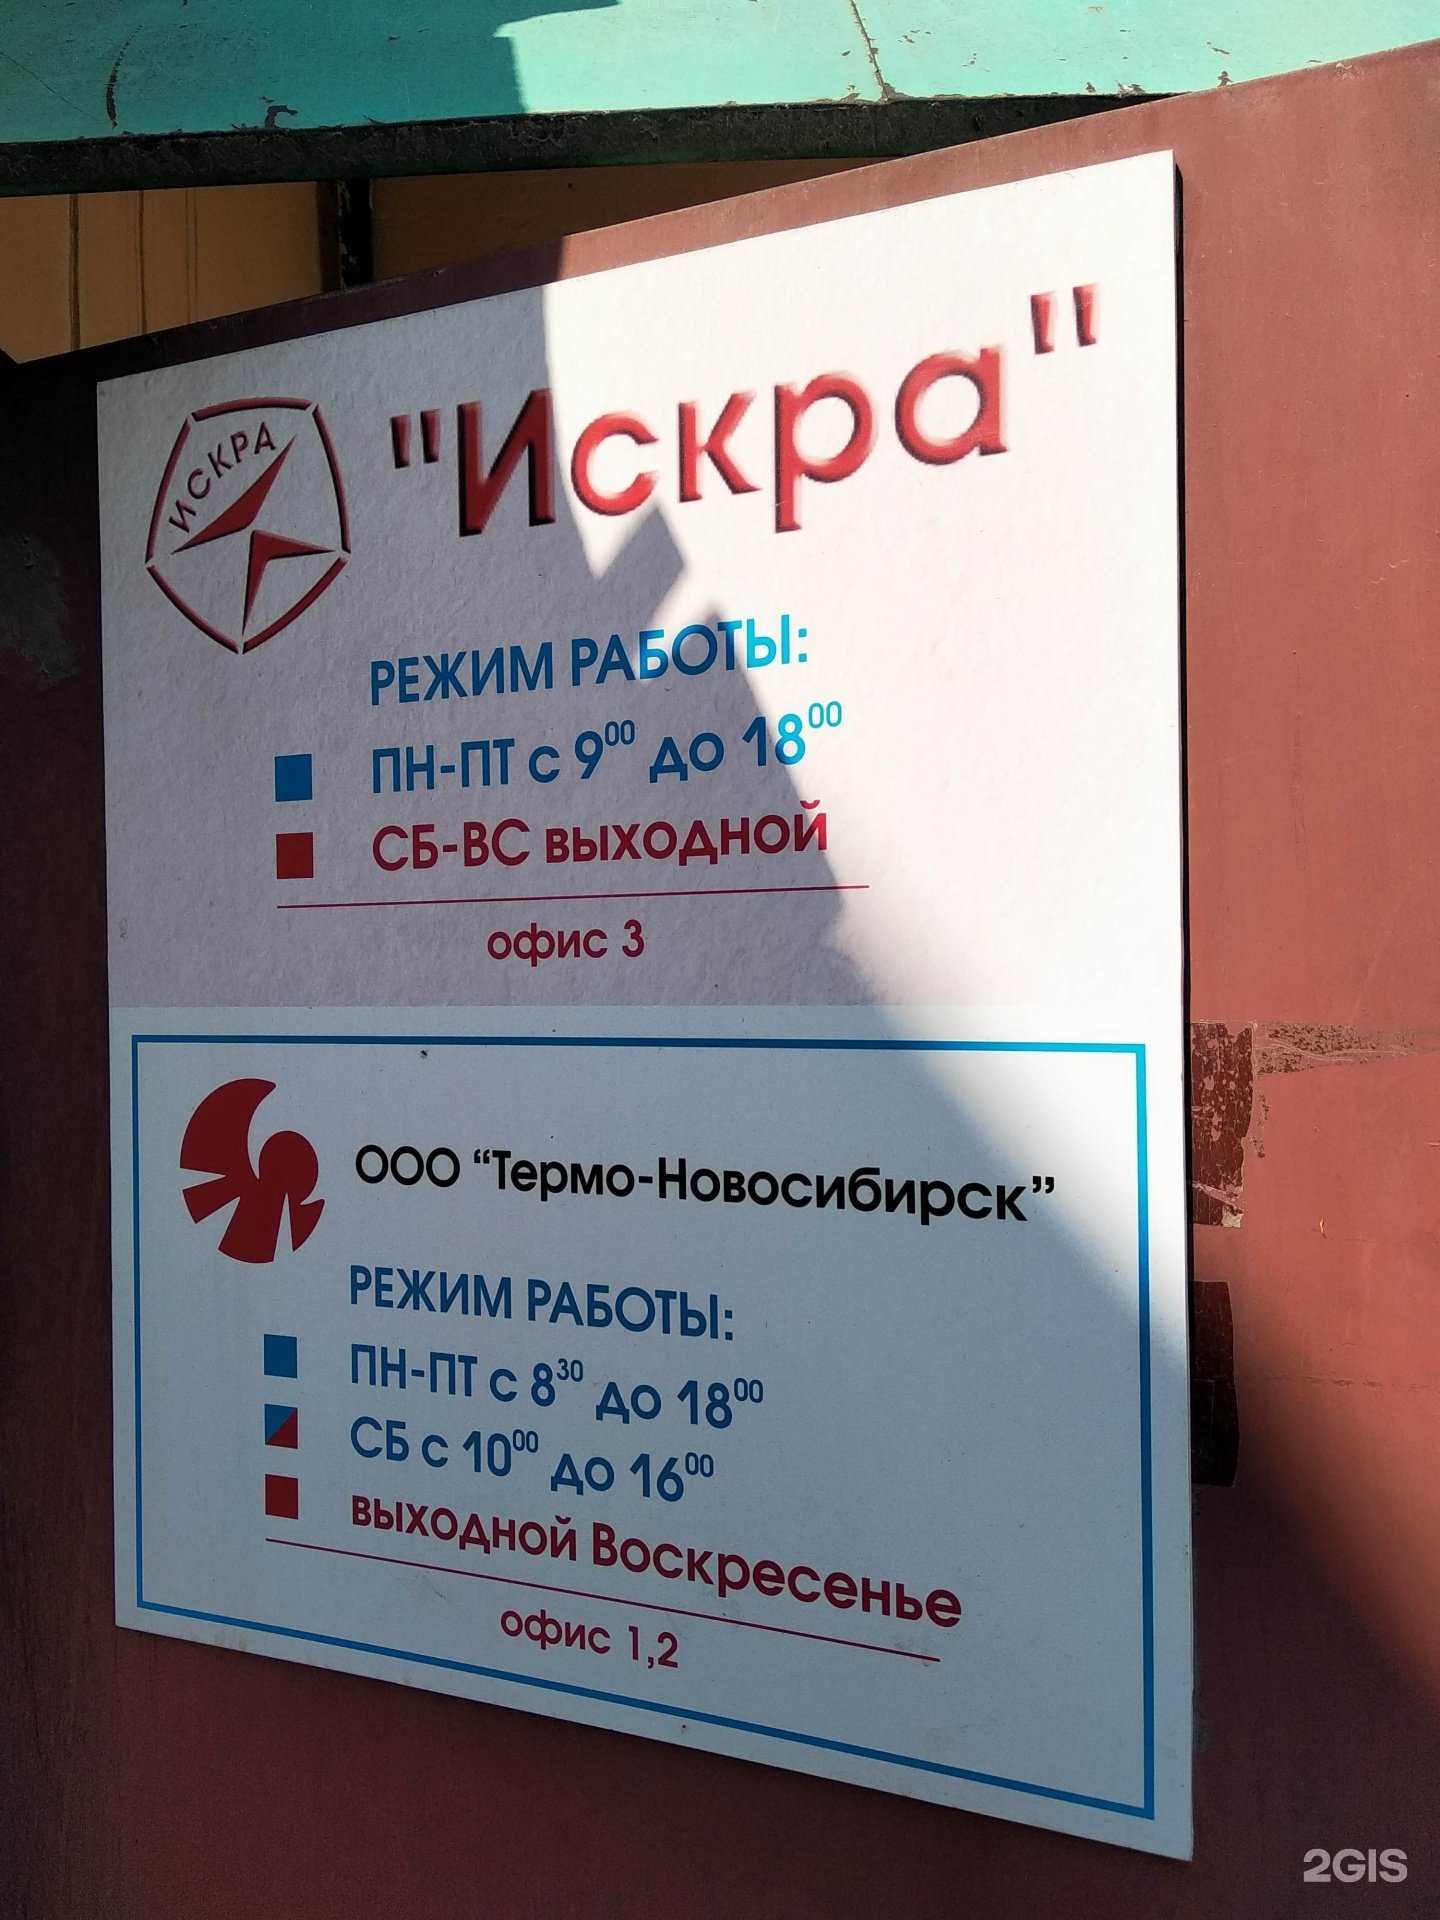 ИСКРА
"Искра"
РЕЖИМ РАБОТЫ:
ПН-ПТ с 9⁰⁰ до 18⁰⁰
СБ-ВС выходной
офис 3
ООО “Термо-Новосибирск”
РЕЖИМ РАБОТЫ:
ПН-ПТ с 8³⁰ до 18⁰⁰
СБ с 10⁰⁰ до 16⁰⁰
выходной Воскресенье
офис 1,2
2GIS